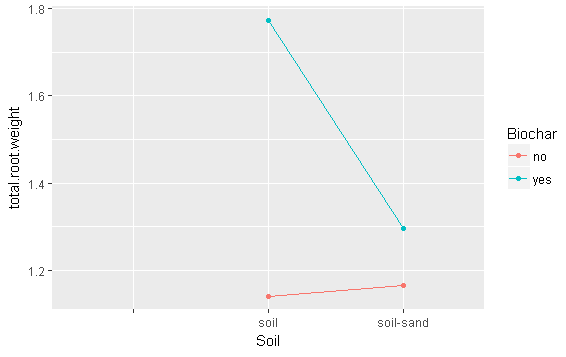 1.8
1.6
1.4
1.2
total.root.weight
soil
soil-sand
Soil
Biochar
no
yes